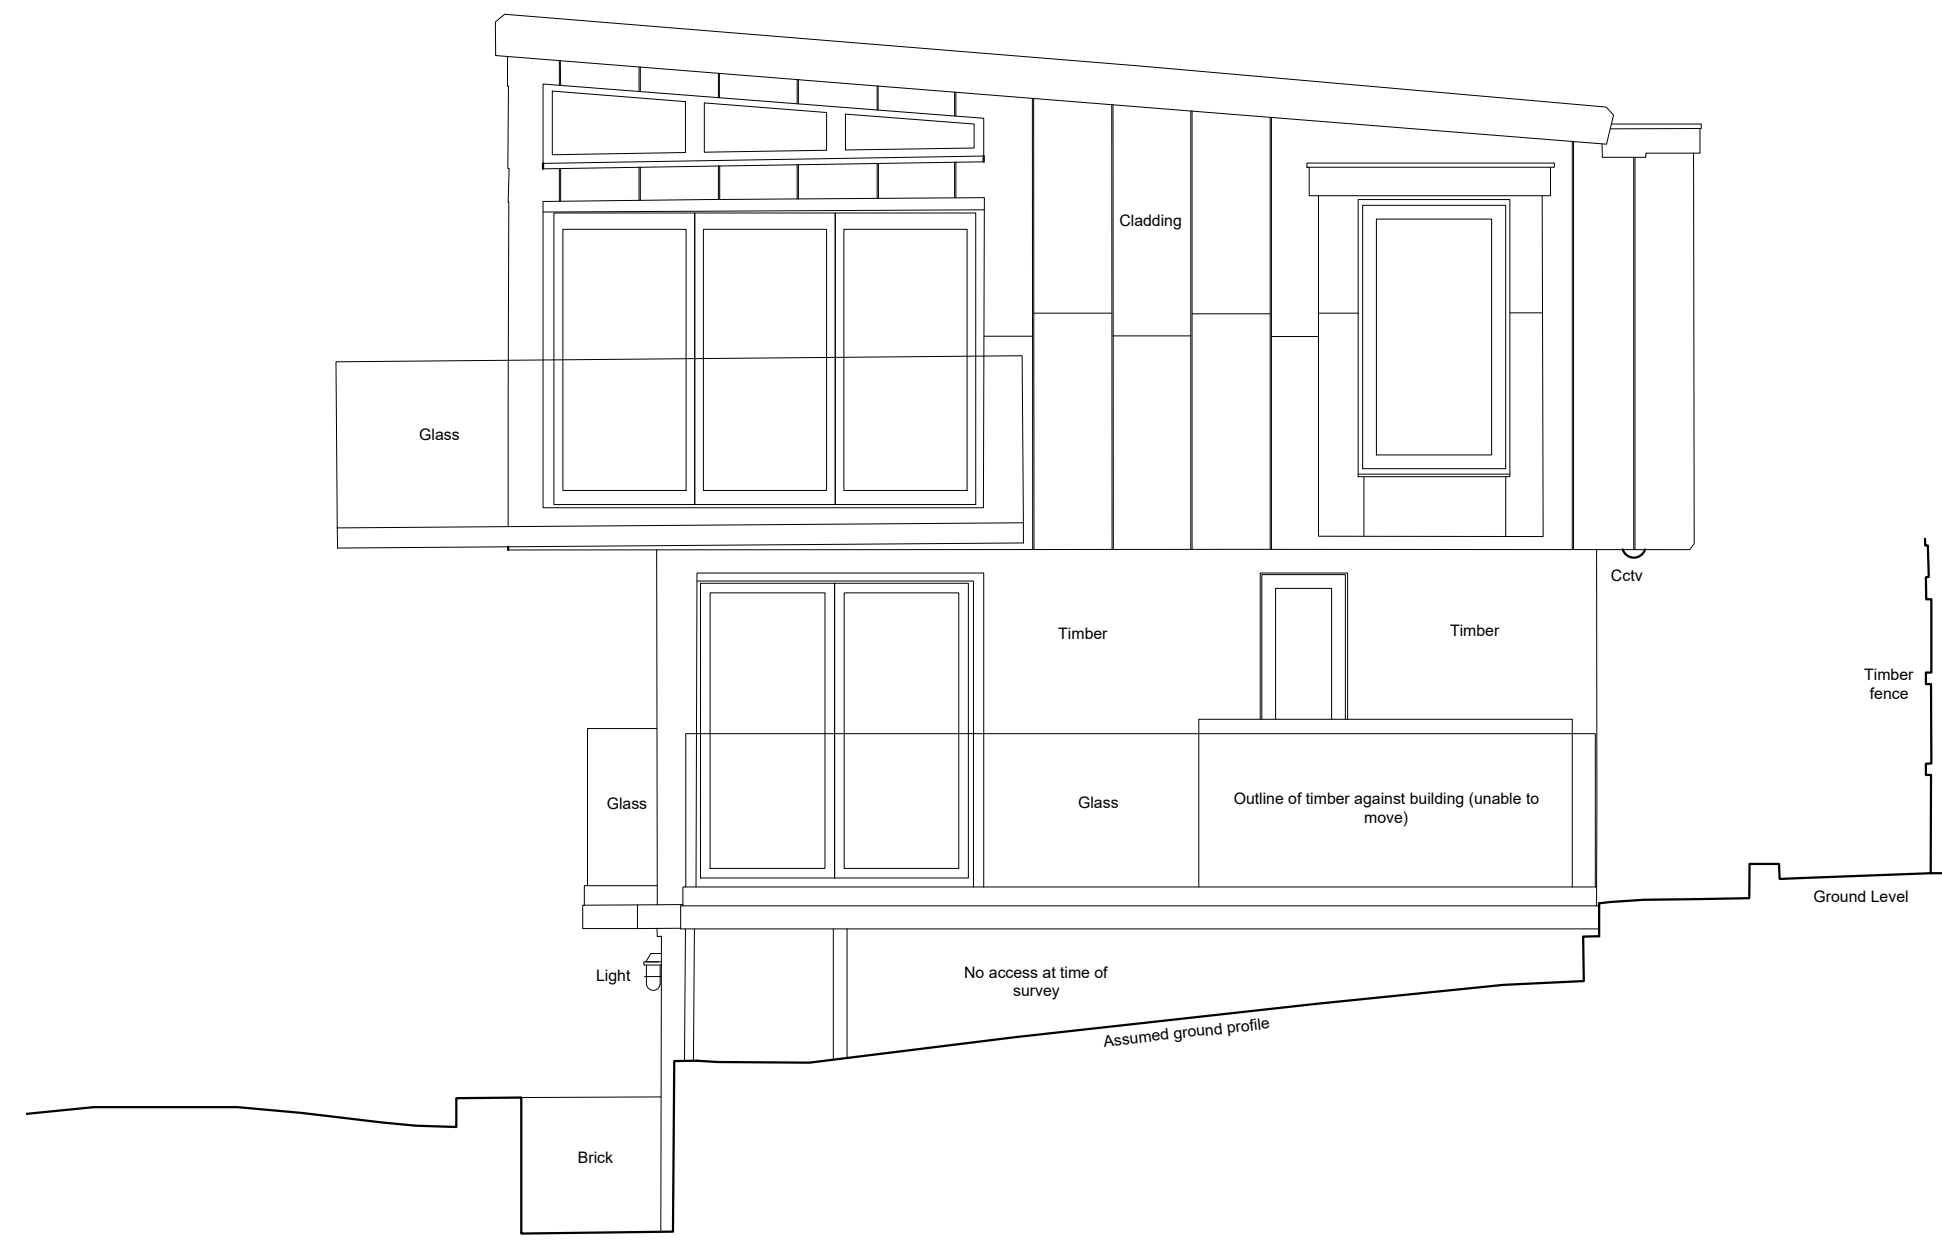 Cladding
Glass
Cctv
Timber
Timber
Timber
fence
Glass
Glass
Outline of timber against building (unable to
move)
Ground Level
Light
No access at time of
survey
Assumed ground profile
Brick